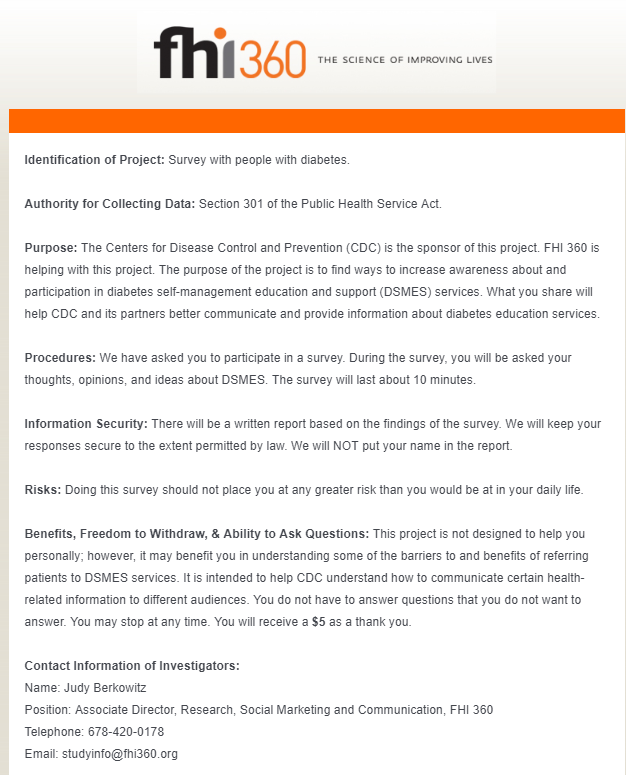 fhi360 THE SCIENCE OF IMPROVING LIVES
Identification of Project: Survey with people with diabetes.
Authority for Collecting Data: Section 301 of the Public Health Service Act.
Purpose: The Centers for Disease Control and Prevention (CDC) is the sponsor of this project. FHI 360 is
helping with this project. The purpose of the project is to find ways to increase awareness about and
participation in diabetes self-management education and support (DSMES) services. What you share will
help CDC and its partners better communicate and provide information about diabetes education services.
Procedures: We have asked you to participate in a survey. During the survey, you will be asked your
thoughts, opinions, and ideas about DSMES. The survey will last about 10 minutes.
Information Security: There will be a written report based on the findings of the survey. We will keep your
responses secure to the extent permitted by law. We will NOT put your name in the report.
Risks: Doing this survey should not place you at any greater risk than you would be at in your daily life.
Benefits, Freedom to Withdraw, & Ability to Ask Questions: This project is not designed to help you
personally; however, it may benefit you in understanding some of the barriers to and benefits of referring
patients to DSMES services. It is intended to help CDC understand how to communicate certain health-
related information to different audiences. You do not have to answer questions that you do not want to
answer. You may stop at any time. You will receive a $5 as a thank you.
Contact Information of Investigators:
Name: Judy Berkowitz
Position: Associate Director, Research, Social Marketing and Communication, FHI 360
Telephone: 678-420-0178
Email: studyinfo@fhi360.org